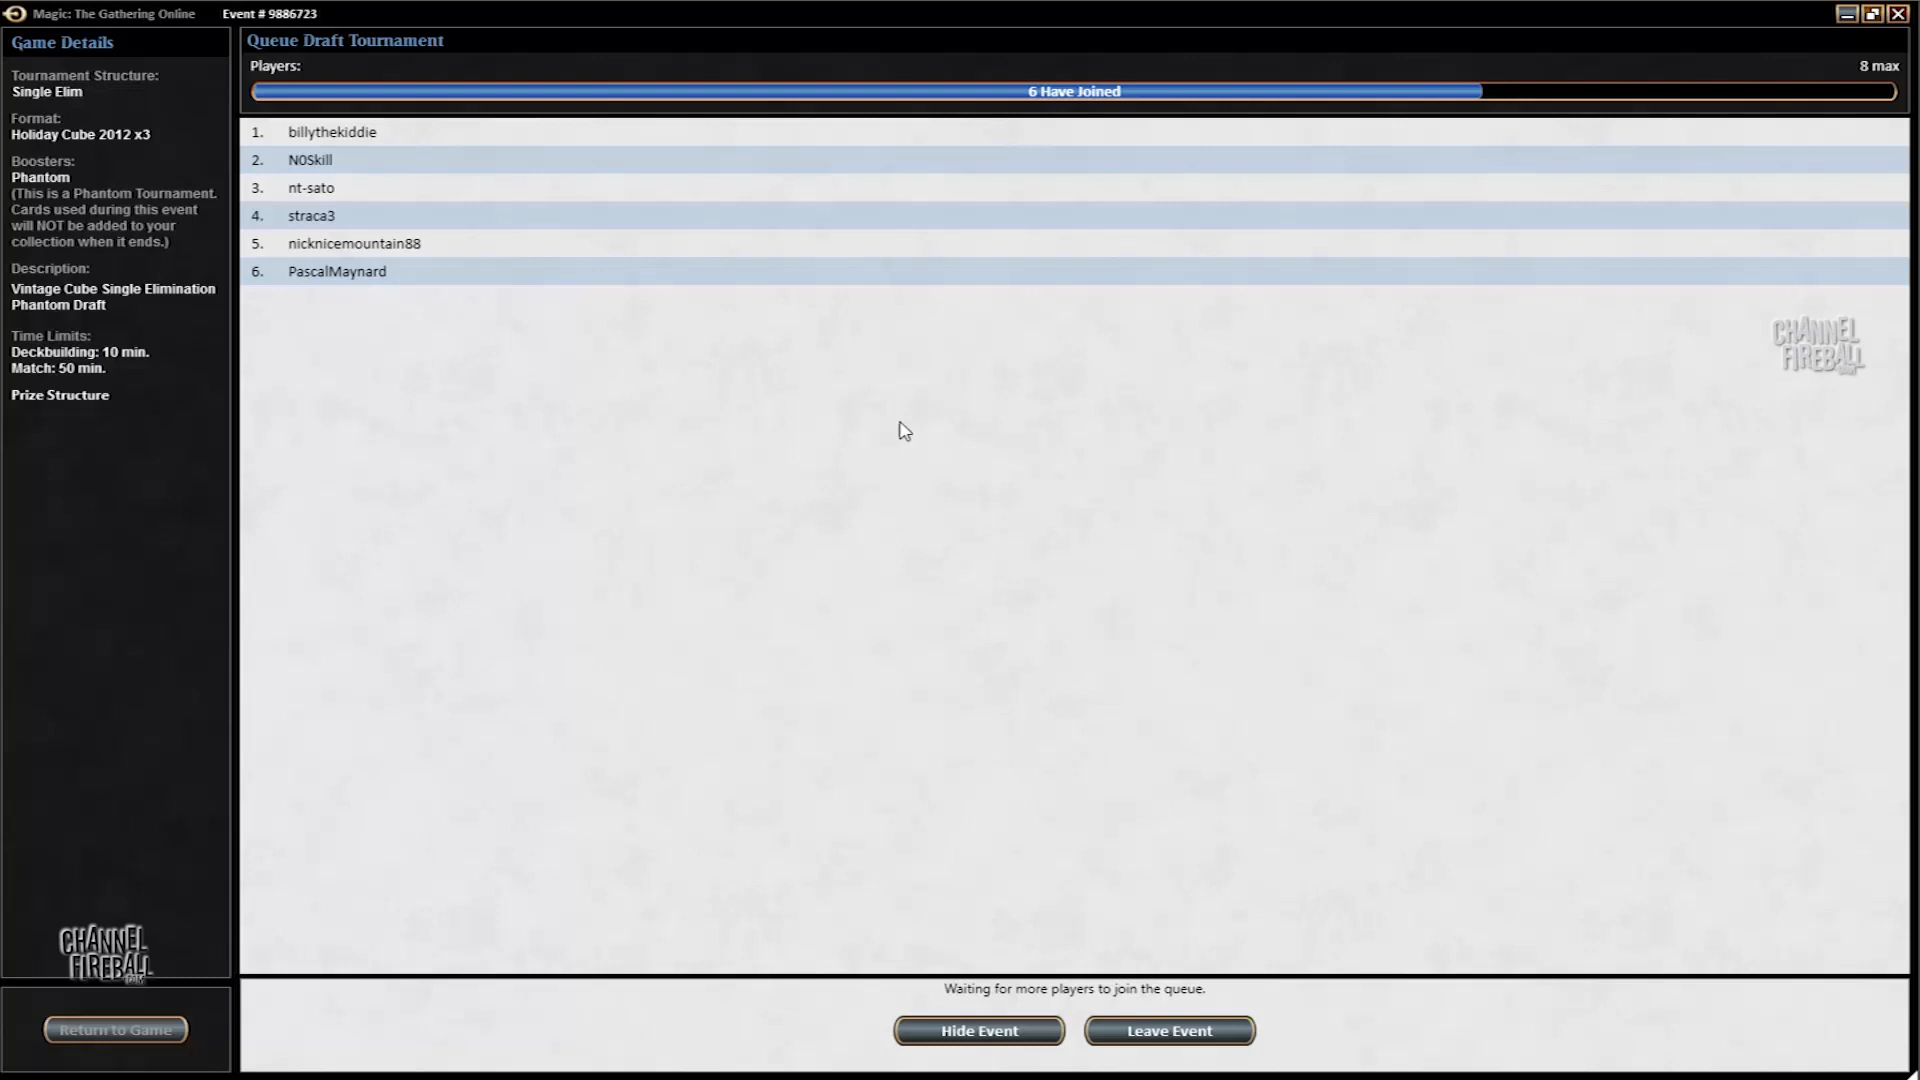 Magic: The Gathering Online Event # 9886723
Game Details
Tournament Structure:
Single Elim
Format:
Holiday Cube 2012 x3
Boosters:
Phantom
(This is a Phantom Tournament.
Cards used during this event
will NOT be added to your
collection when it ends.)
Description:
Vintage Cube Single Elimination
Phantom Draft
Time Limits:
Deckbuilding: 10 min.
Match: 50 min.
Prize Structure
CHANNEL
FIREBALL
.COM
Return to Game
Queue Draft Tournament
Players: 8 max
6 Have Joined
1. billythekiddie
2. N0Skill
3. nt-sato
4. straca3
5. nicknicemountain88
6. PascalMaynard
CHANNEL
FIREBALL
.COM
Waiting for more players to join the queue.
Hide Event Leave Event